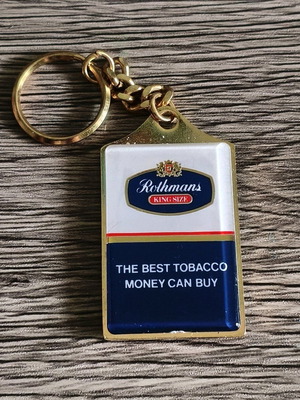 Rothmans
KING SIZE
THE BEST TOBACCO
MONEY CAN BUY